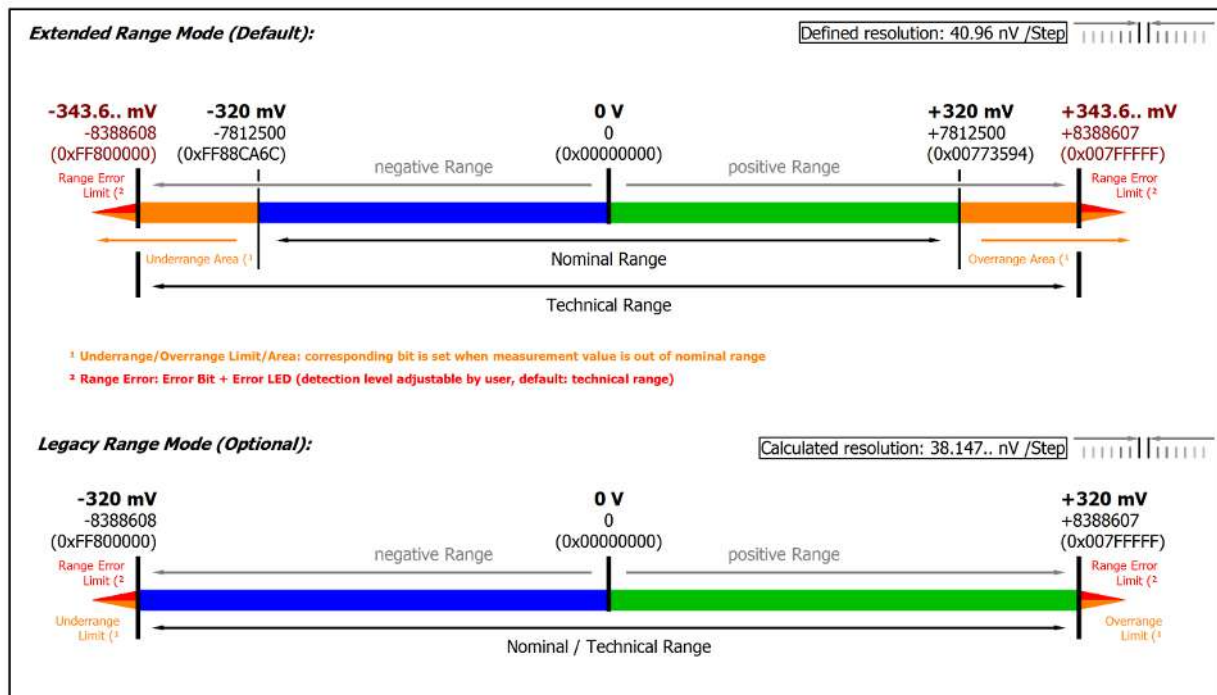 Extended Range Mode (Default):
Defined resolution: 40.96 nV /Step
-343.6.. mV
-8388608
(0xFF800000)
-320 mV
-7812500
(0xFF88CA6C)
0 V
0
(0x00000000)
+320 mV
+7812500
(0x00773594)
+343.6.. mV
+8388607
(0x007FFFFF)
Range Error
Limit (²
negative Range
positive Range
Range Error
Limit (²
Underrange Area (¹
Nominal Range
Overrange Area (¹
Technical Range
¹ Underrange/Overrange Limit/Area: corresponding bit is set when measurement value is out of nominal range
² Range Error: Error Bit + Error LED (detection level adjustable by user, default: technical range)
Legacy Range Mode (Optional):
Calculated resolution: 38.147.. nV /Step
-320 mV
-8388608
(0xFF800000)
0 V
0
(0x00000000)
+320 mV
+8388607
(0x007FFFFF)
Range Error
Limit (²
negative Range
positive Range
Range Error
Limit (²
Underrange
Limit (¹
Nominal / Technical Range
Overrange
Limit (¹